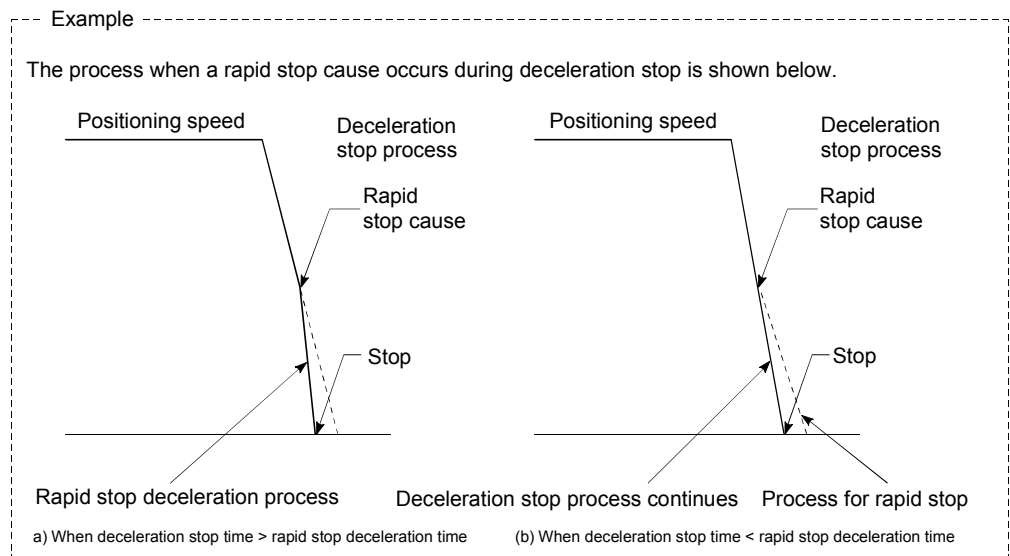 Example
The process when a rapid stop cause occurs during deceleration stop is shown below.
Positioning speed
Deceleration
stop process
Rapid
stop cause
Stop
Rapid stop deceleration process
a) When deceleration stop time > rapid stop deceleration time
Positioning speed
Deceleration
stop process
Rapid
stop cause
Stop
Deceleration stop process continues
Process for rapid stop
(b) When deceleration stop time < rapid stop deceleration time